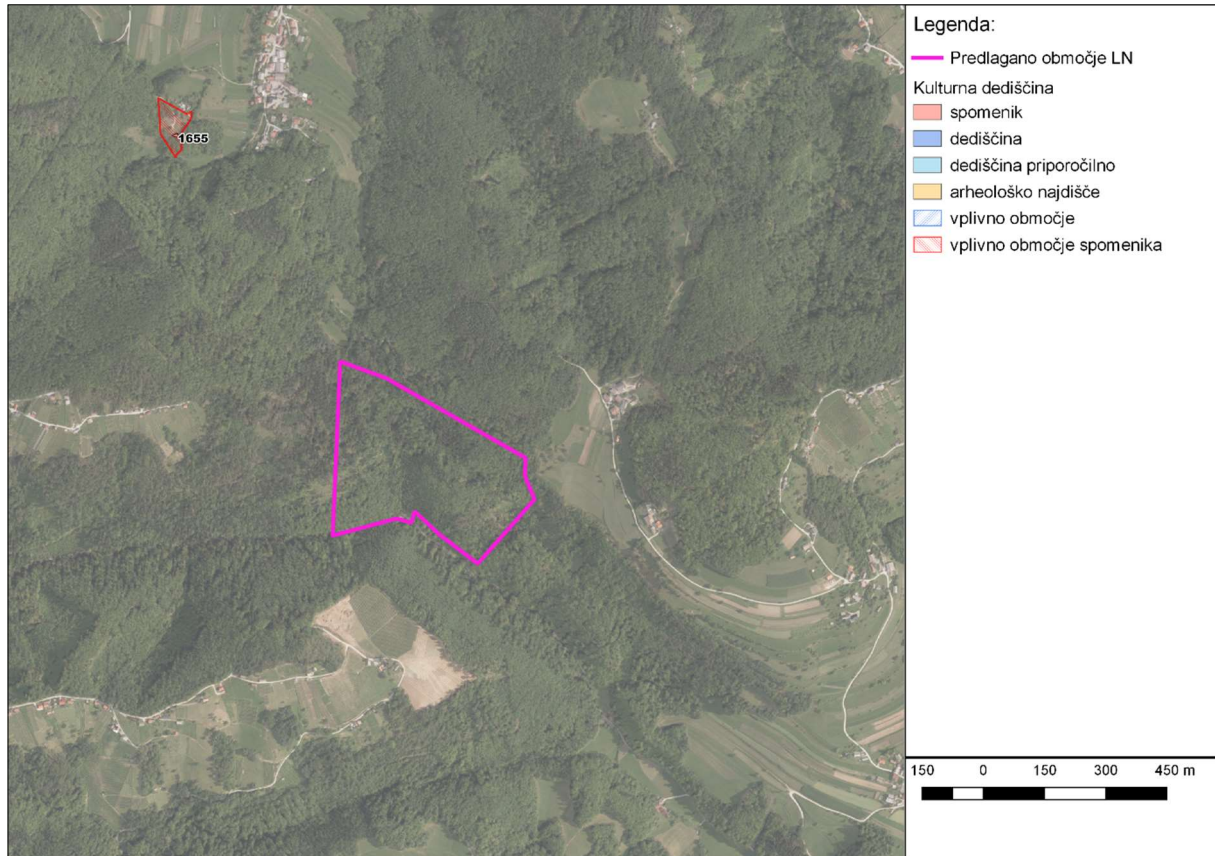 Legenda:
Predlagano območje LN
Kulturna dediščina
spomenik
dediščina
dediščina priporočilno
arheološko najdišče
vplivno območje
vplivno območje spomenika
1655
150 0 150 300 450 m